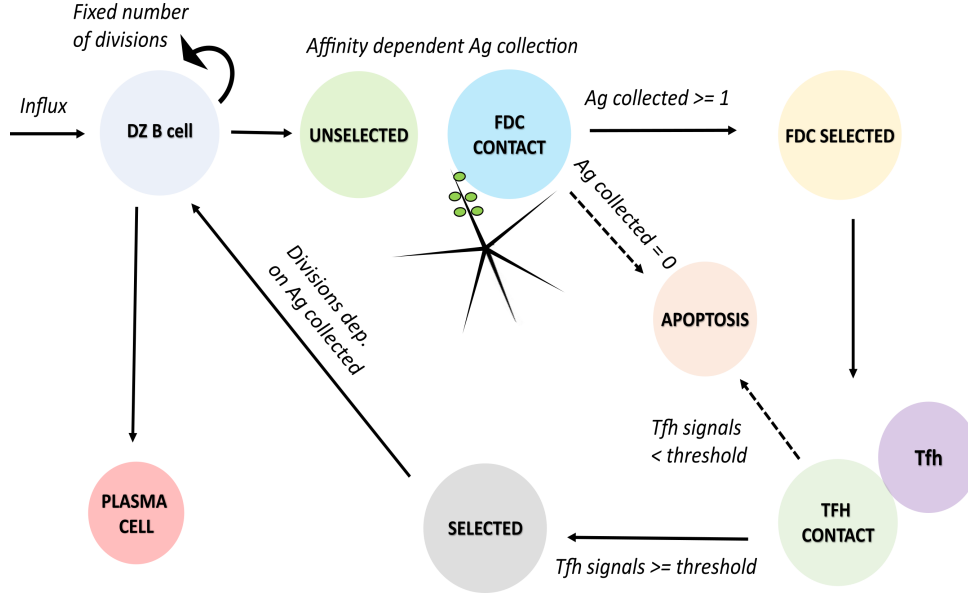 Fixed number
of divisions
Affinity dependent Ag collection
Influx
DZ B cell
UNSELECTED
FDC
CONTACT
Ag collected >= 1
FDC SELECTED
Ag collected = 0
APOPTOSIS
Divisions dep.
on Ag collected
Tfh signals
< threshold
Tfh
TFH
CONTACT
PLASMA
CELL
SELECTED
Tfh signals >= threshold